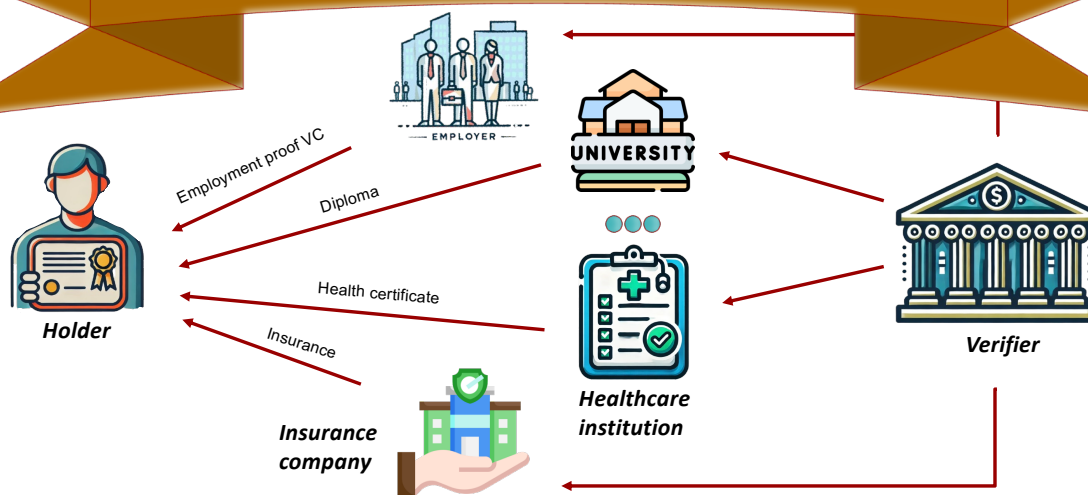 EMPLOYER
UNIVERSITY
Employment proof VC
Diploma
Health certificate
Insurance
Holder
Healthcare
institution
Insurance
company
Verifier
$